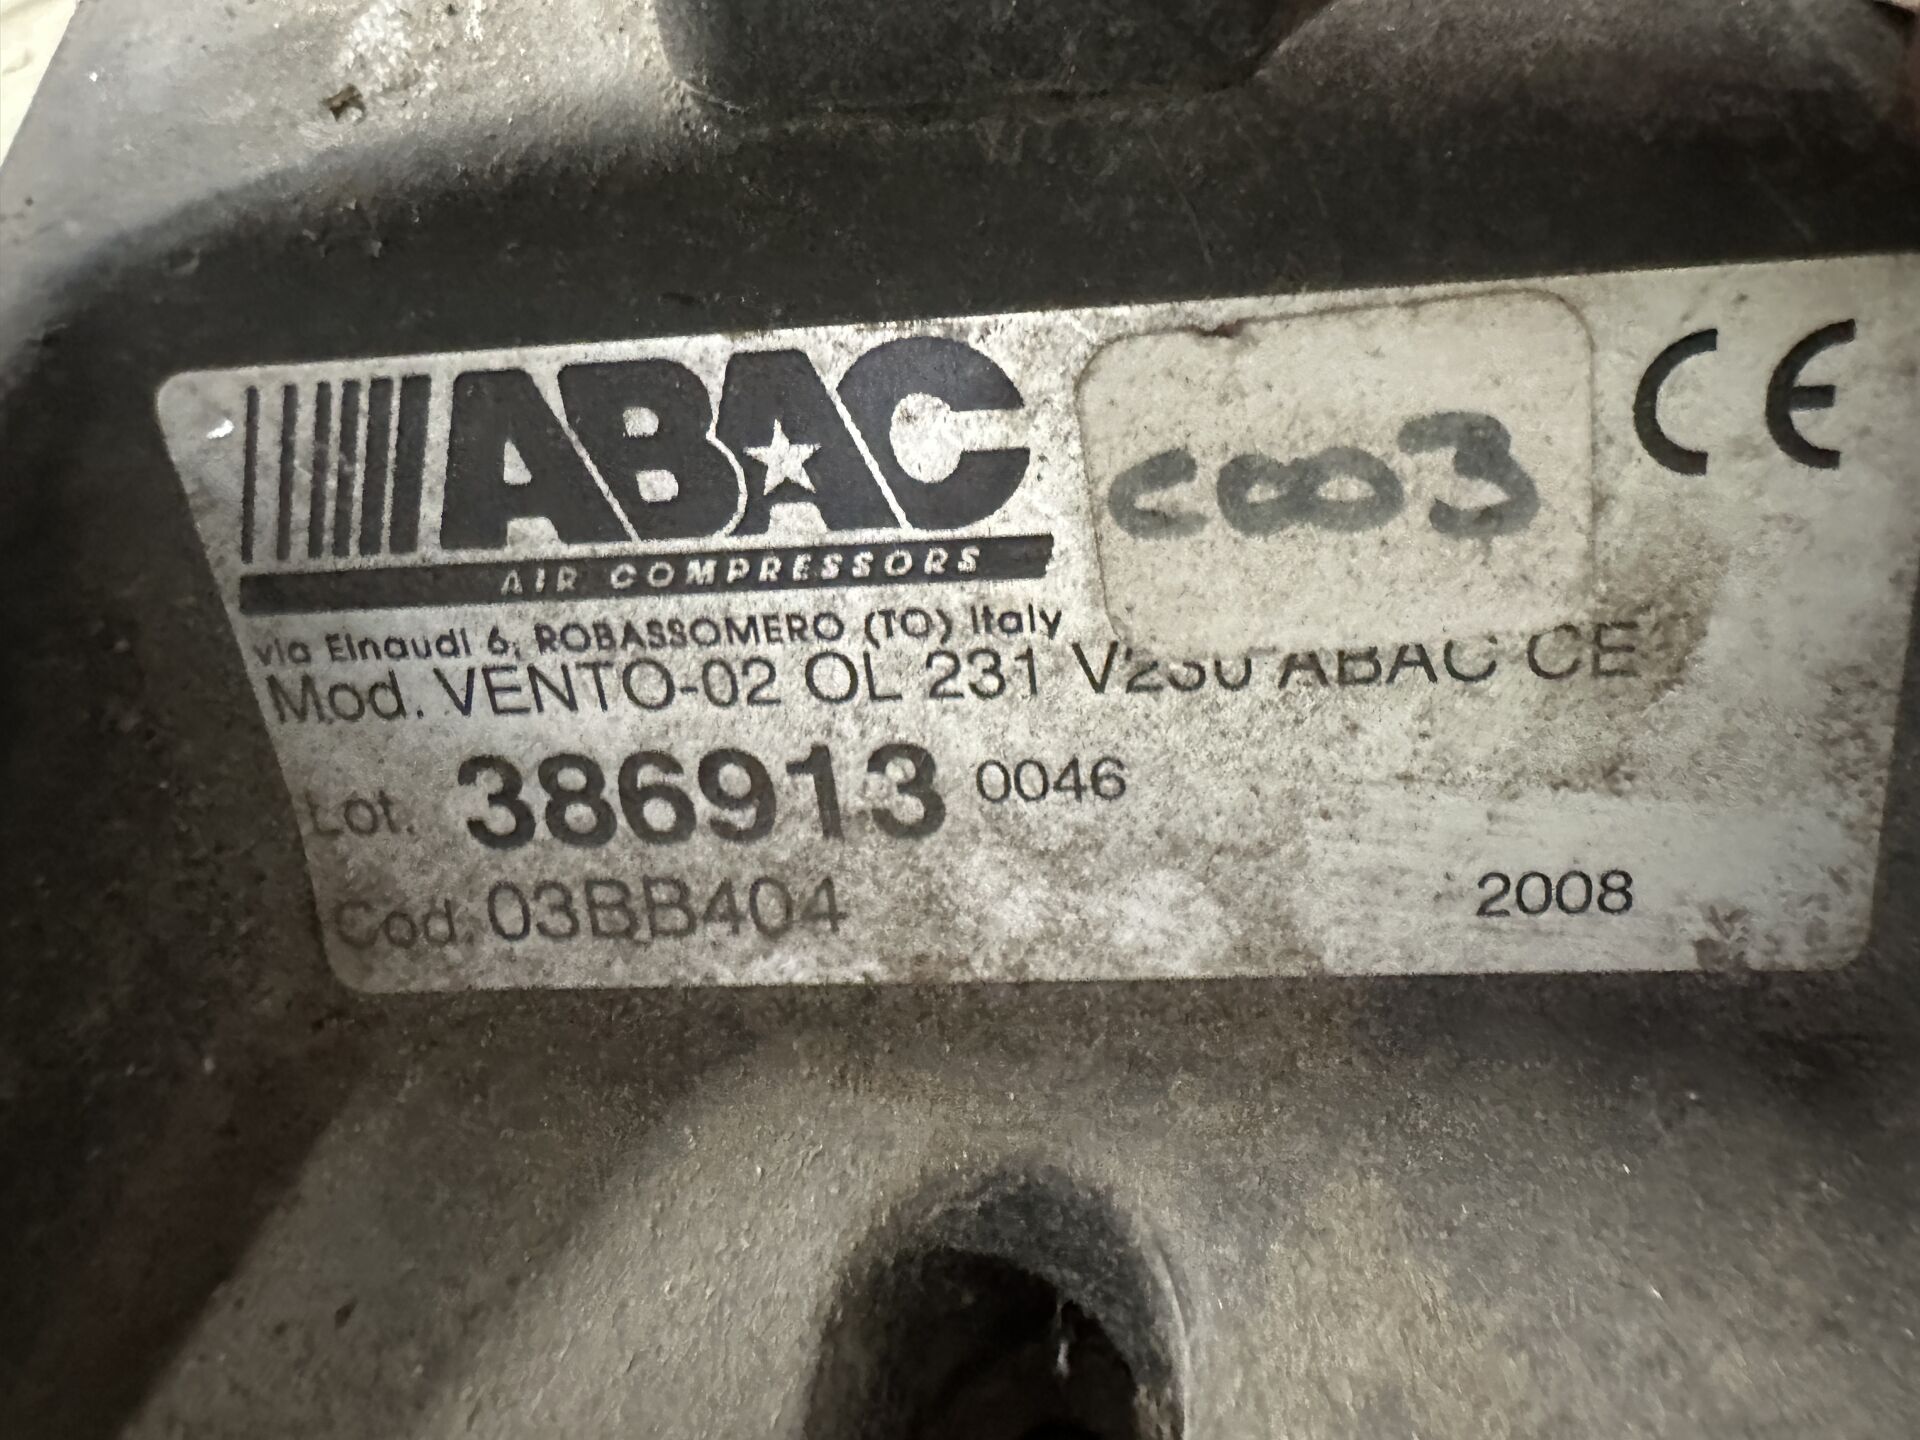 ABAC
AIR COMPRESSORS
C003
CE
via Einaudi 6, ROBASSOMERO (TO) Italy
Mod. VENTO-02 OL 231 V230 ABAC CE
Lot. 386913 0046
Cod. 03BB404
2008